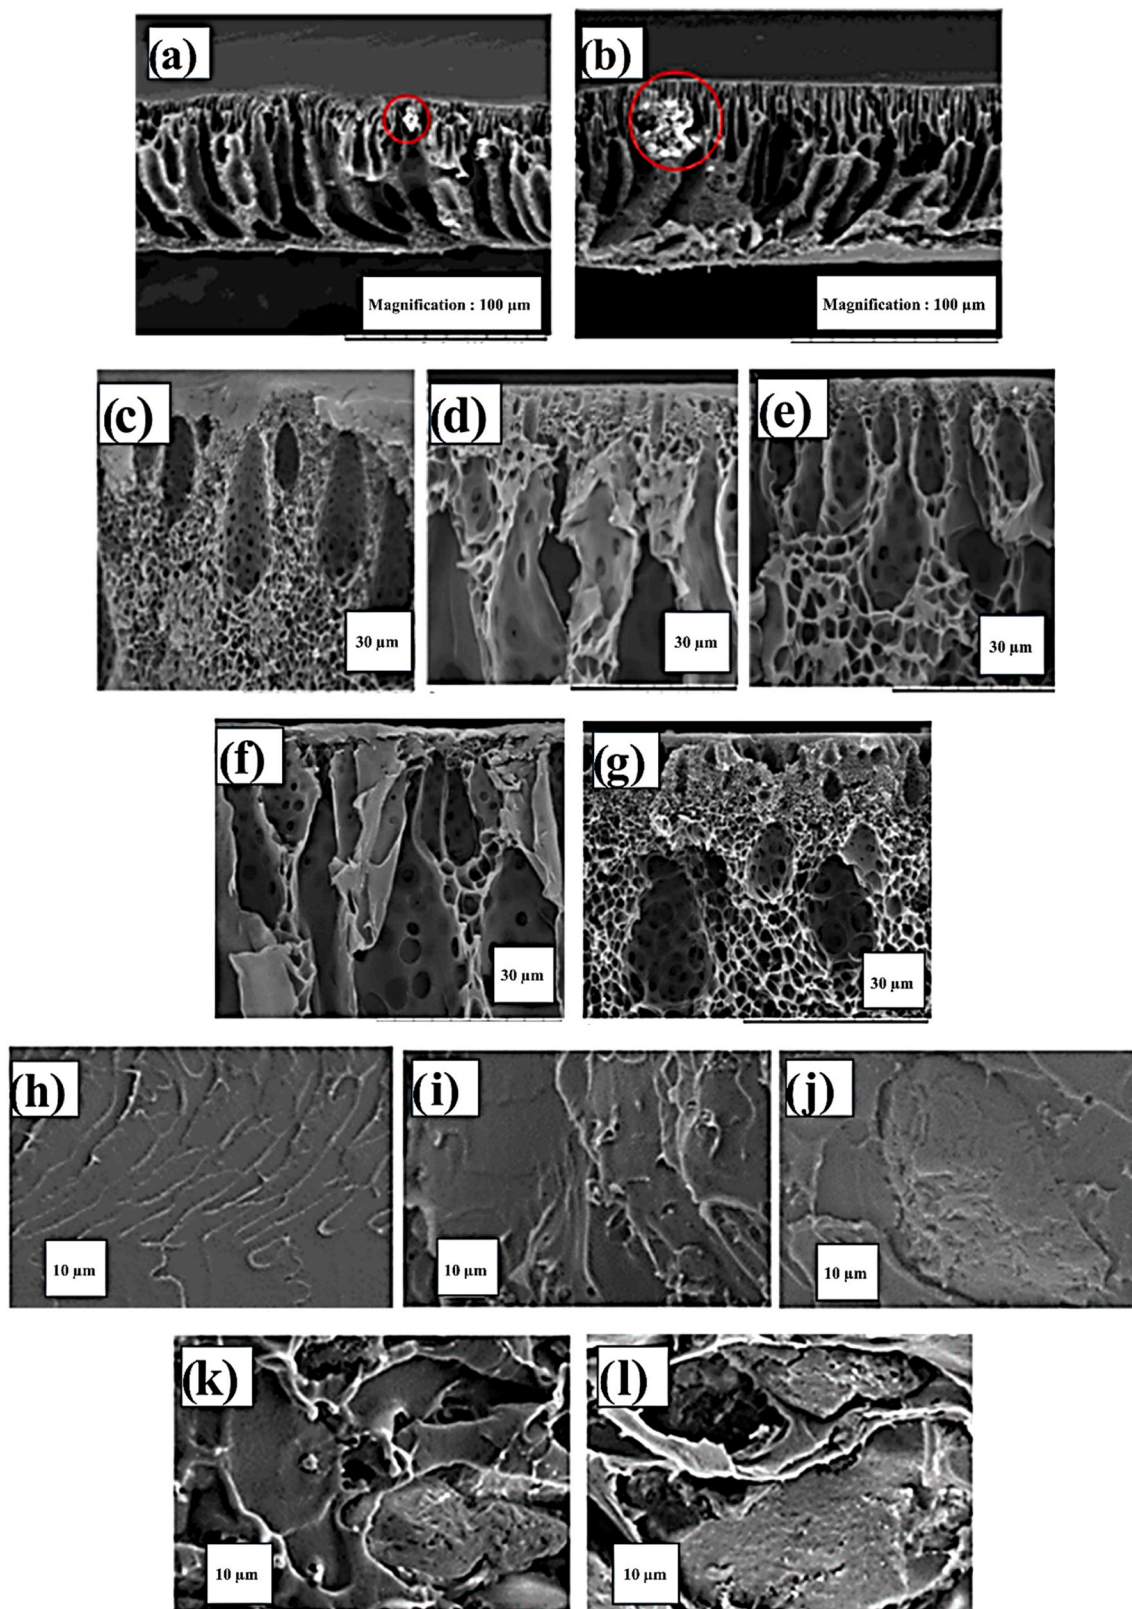 (a)
(b)
Magnification : 100 µm
Magnification : 100 µm
(c)
(d)
(e)
30 µm
30 µm
30 µm
(f)
(g)
30 µm
30 µm
(h)
(i)
(j)
10 µm
10 µm
10 µm
(k)
(l)
10 µm
10 µm